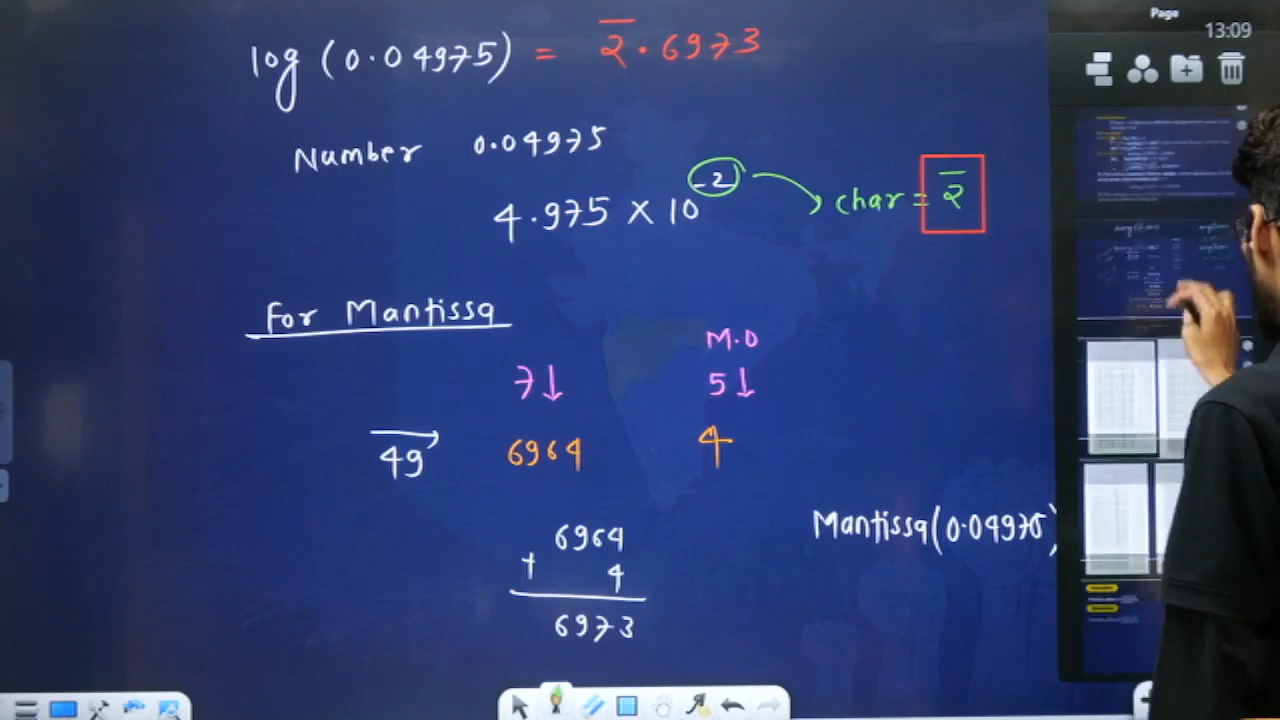 Page
13:09
log (0.04975) = 2̅.6973
Number 0.04975
4.975 × 10⁻² char = 2̅
For Mantissa
M.D
7↓ 5↓
49 6964 4
6964
+ 4
6973
Mantissa(0.04975)